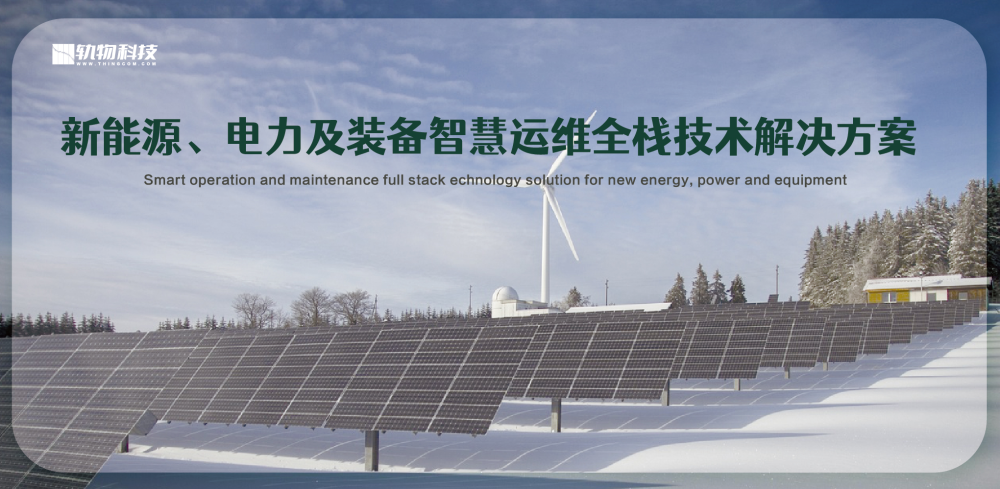 轨物科技
WWW.THINGCOM.COM
新能源、电力及装备智慧运维全栈技术解决方案
Smart operation and maintenance full stack echnology solution for new energy, power and equipment